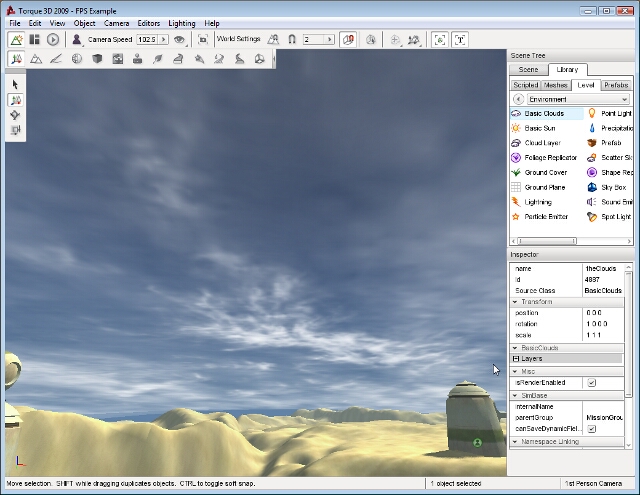 Torque 3D 2009 - FPS Example
File Edit View Object Camera Editors Lighting Help
Camera Speed 102.5 World Settings 2
Scene Tree
Scene Library
Scripted Meshes Level Prefabs
Environment
Basic Clouds Point Light
Basic Sun Precipitatio
Cloud Layer Prefab
Foliage Replicator Scatter Sk
Ground Cover Shape Rep
Ground Plane Sky Box
Lightning Sound Emi
Particle Emitter Spot Light
Inspector
name theClouds
id 4887
Source Class BasicClouds
Transform
position 0 0 0
rotation 1 0 0 0
scale 1 1 1
BasicClouds
Layers
Misc
isRenderEnabled
SimBase
internalName
parentGroup MissionGrou
canSaveDynamicFiel...
Namespace Linking
Move selection. SHIFT while dragging duplicates objects. CTRL to toggle soft snap. 1 object selected 1st Person Camera